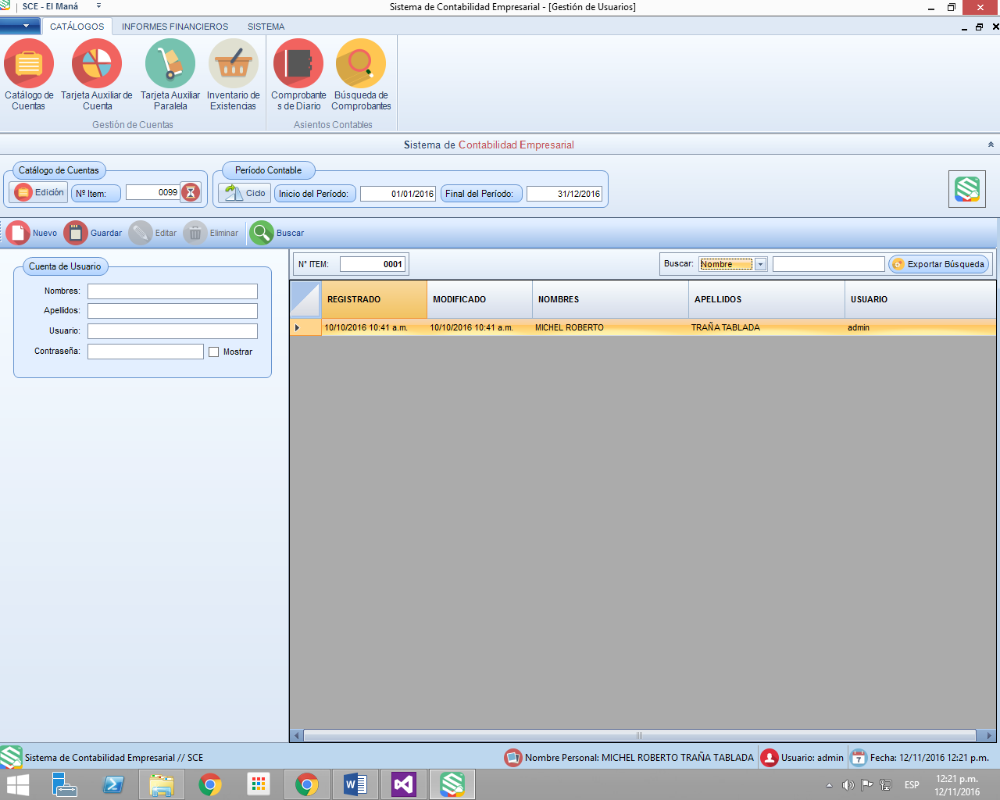 SCE - El Maná
Sistema de Contabilidad Empresarial - [Gestión de Usuarios]
CATÁLOGOS
INFORMES FINANCIEROS
SISTEMA
Catálogo de Cuentas
Tarjeta Auxiliar de Cuenta
Tarjeta Auxiliar Paralela
Inventario de Existencias
Comprobantes de Diario
Búsqueda de Comprobantes
Gestión de Cuentas
Asientos Contables
Sistema de Contabilidad Empresarial
Catálogo de Cuentas
Período Contable
Edición
Nº Item:
0099
Ciclo
Inicio del Período:
01/01/2016
Final del Período:
31/12/2016
Nuevo
Guardar
Editar
Eliminar
Buscar
Cuenta de Usuario
Nombres:
Apellidos:
Usuario:
Contraseña:
Mostrar
N° ITEM:
0001
Buscar:
Nombre
Exportar Búsqueda
REGISTRADO
MODIFICADO
NOMBRES
APELLIDOS
USUARIO
10/10/2016 10:41 a.m.
10/10/2016 10:41 a.m.
MICHEL ROBERTO
TRAÑA TABLADA
admin
Sistema de Contabilidad Empresarial // SCE
Nombre Personal: MICHEL ROBERTO TRAÑA TABLADA
Usuario: admin
7
Fecha: 12/11/2016 12:21 p.m.
ESP
12:21 p.m.
12/11/2016